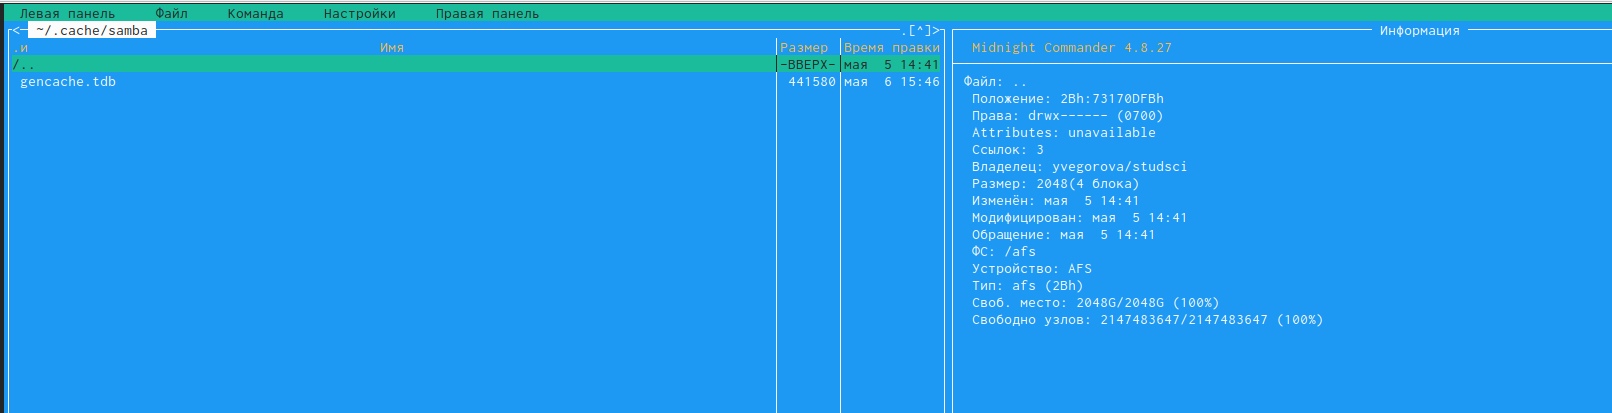 Левая панель Файл Команда Настройки Правая панель
<─ ~/.cache/samba .[^]>
.и Имя Размер Время правки
/.. -ВВЕРХ- мая 5 14:41
gencache.tdb 441580 мая 6 15:46
Информация
Midnight Commander 4.8.27
Файл: ..
Положение: 2Bh:73170DFBh
Права: drwx------ (0700)
Attributes: unavailable
Ссылок: 3
Владелец: yvegorova/studsci
Размер: 2048(4 блока)
Изменён: мая 5 14:41
Модифицирован: мая 5 14:41
Обращение: мая 5 14:41
ФС: /afs
Устройство: AFS
Тип: afs (2Bh)
Своб. место: 2048G/2048G (100%)
Свободно узлов: 2147483647/2147483647 (100%)